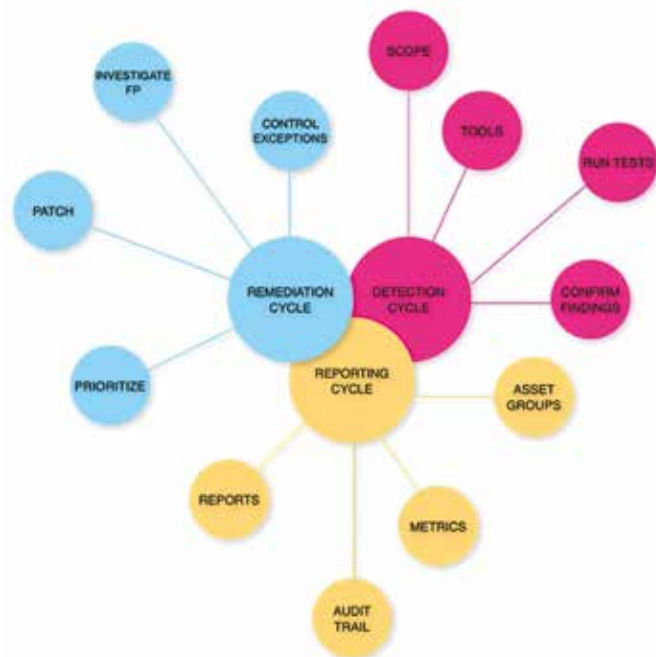 SCOPE
INVESTIGATE
FP
CONTROL
EXCEPTIONS
TOOLS
RUN TESTS
PATCH
REMEDIATION
CYCLE
DETECTION
CYCLE
CONFIRM
FINDINGS
PRIORITIZE
REPORTING
CYCLE
ASSET
GROUPS
REPORTS
METRICS
AUDIT
TRAIL